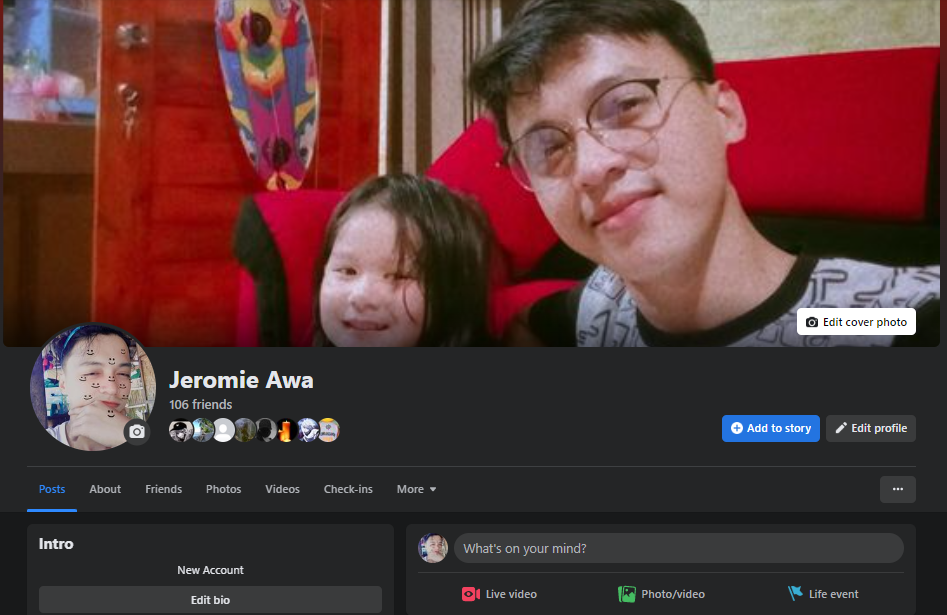 Edit cover photo
Jeromie Awa
106 friends
Add to story
Edit profile
Posts
About
Friends
Photos
Videos
Check-ins
More
Intro
New Account
Edit bio
What's on your mind?
Live video
Photo/video
Life event